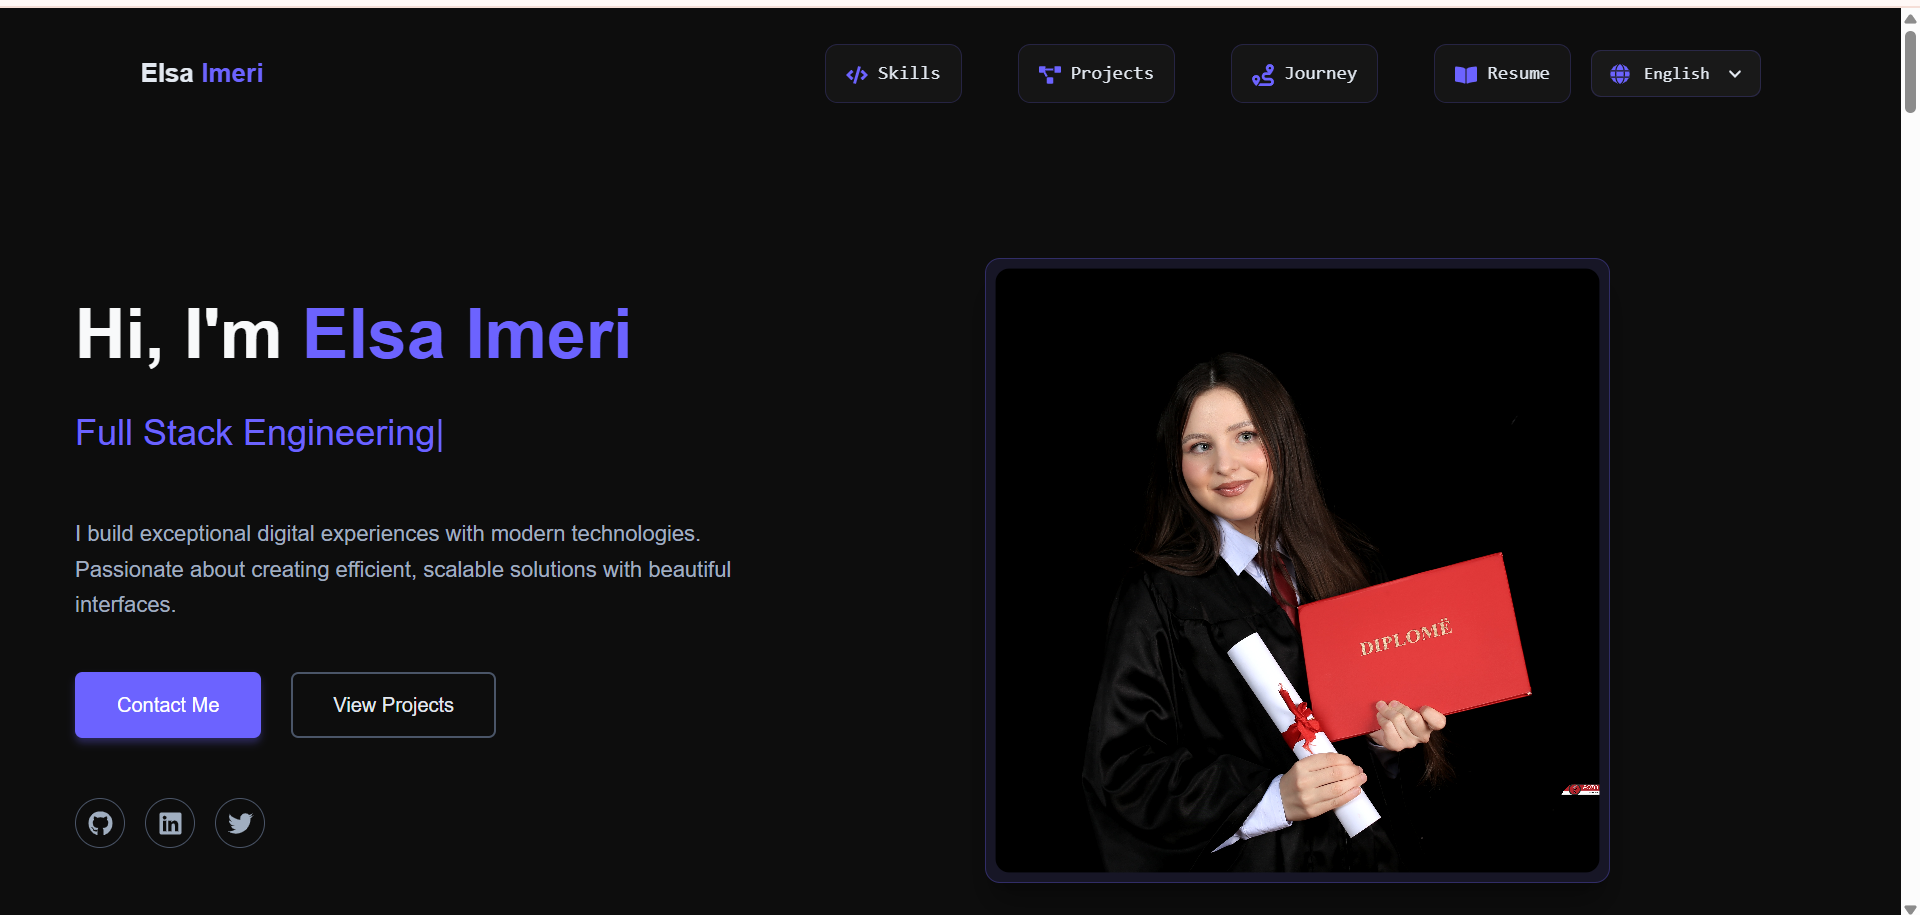 Elsa Imeri
Skills
Projects
Journey
Resume
English
Hi, I'm Elsa Imeri
Full Stack Engineering|
I build exceptional digital experiences with modern technologies.
Passionate about creating efficient, scalable solutions with beautiful
interfaces.
Contact Me
View Projects
in
DIPLOMË